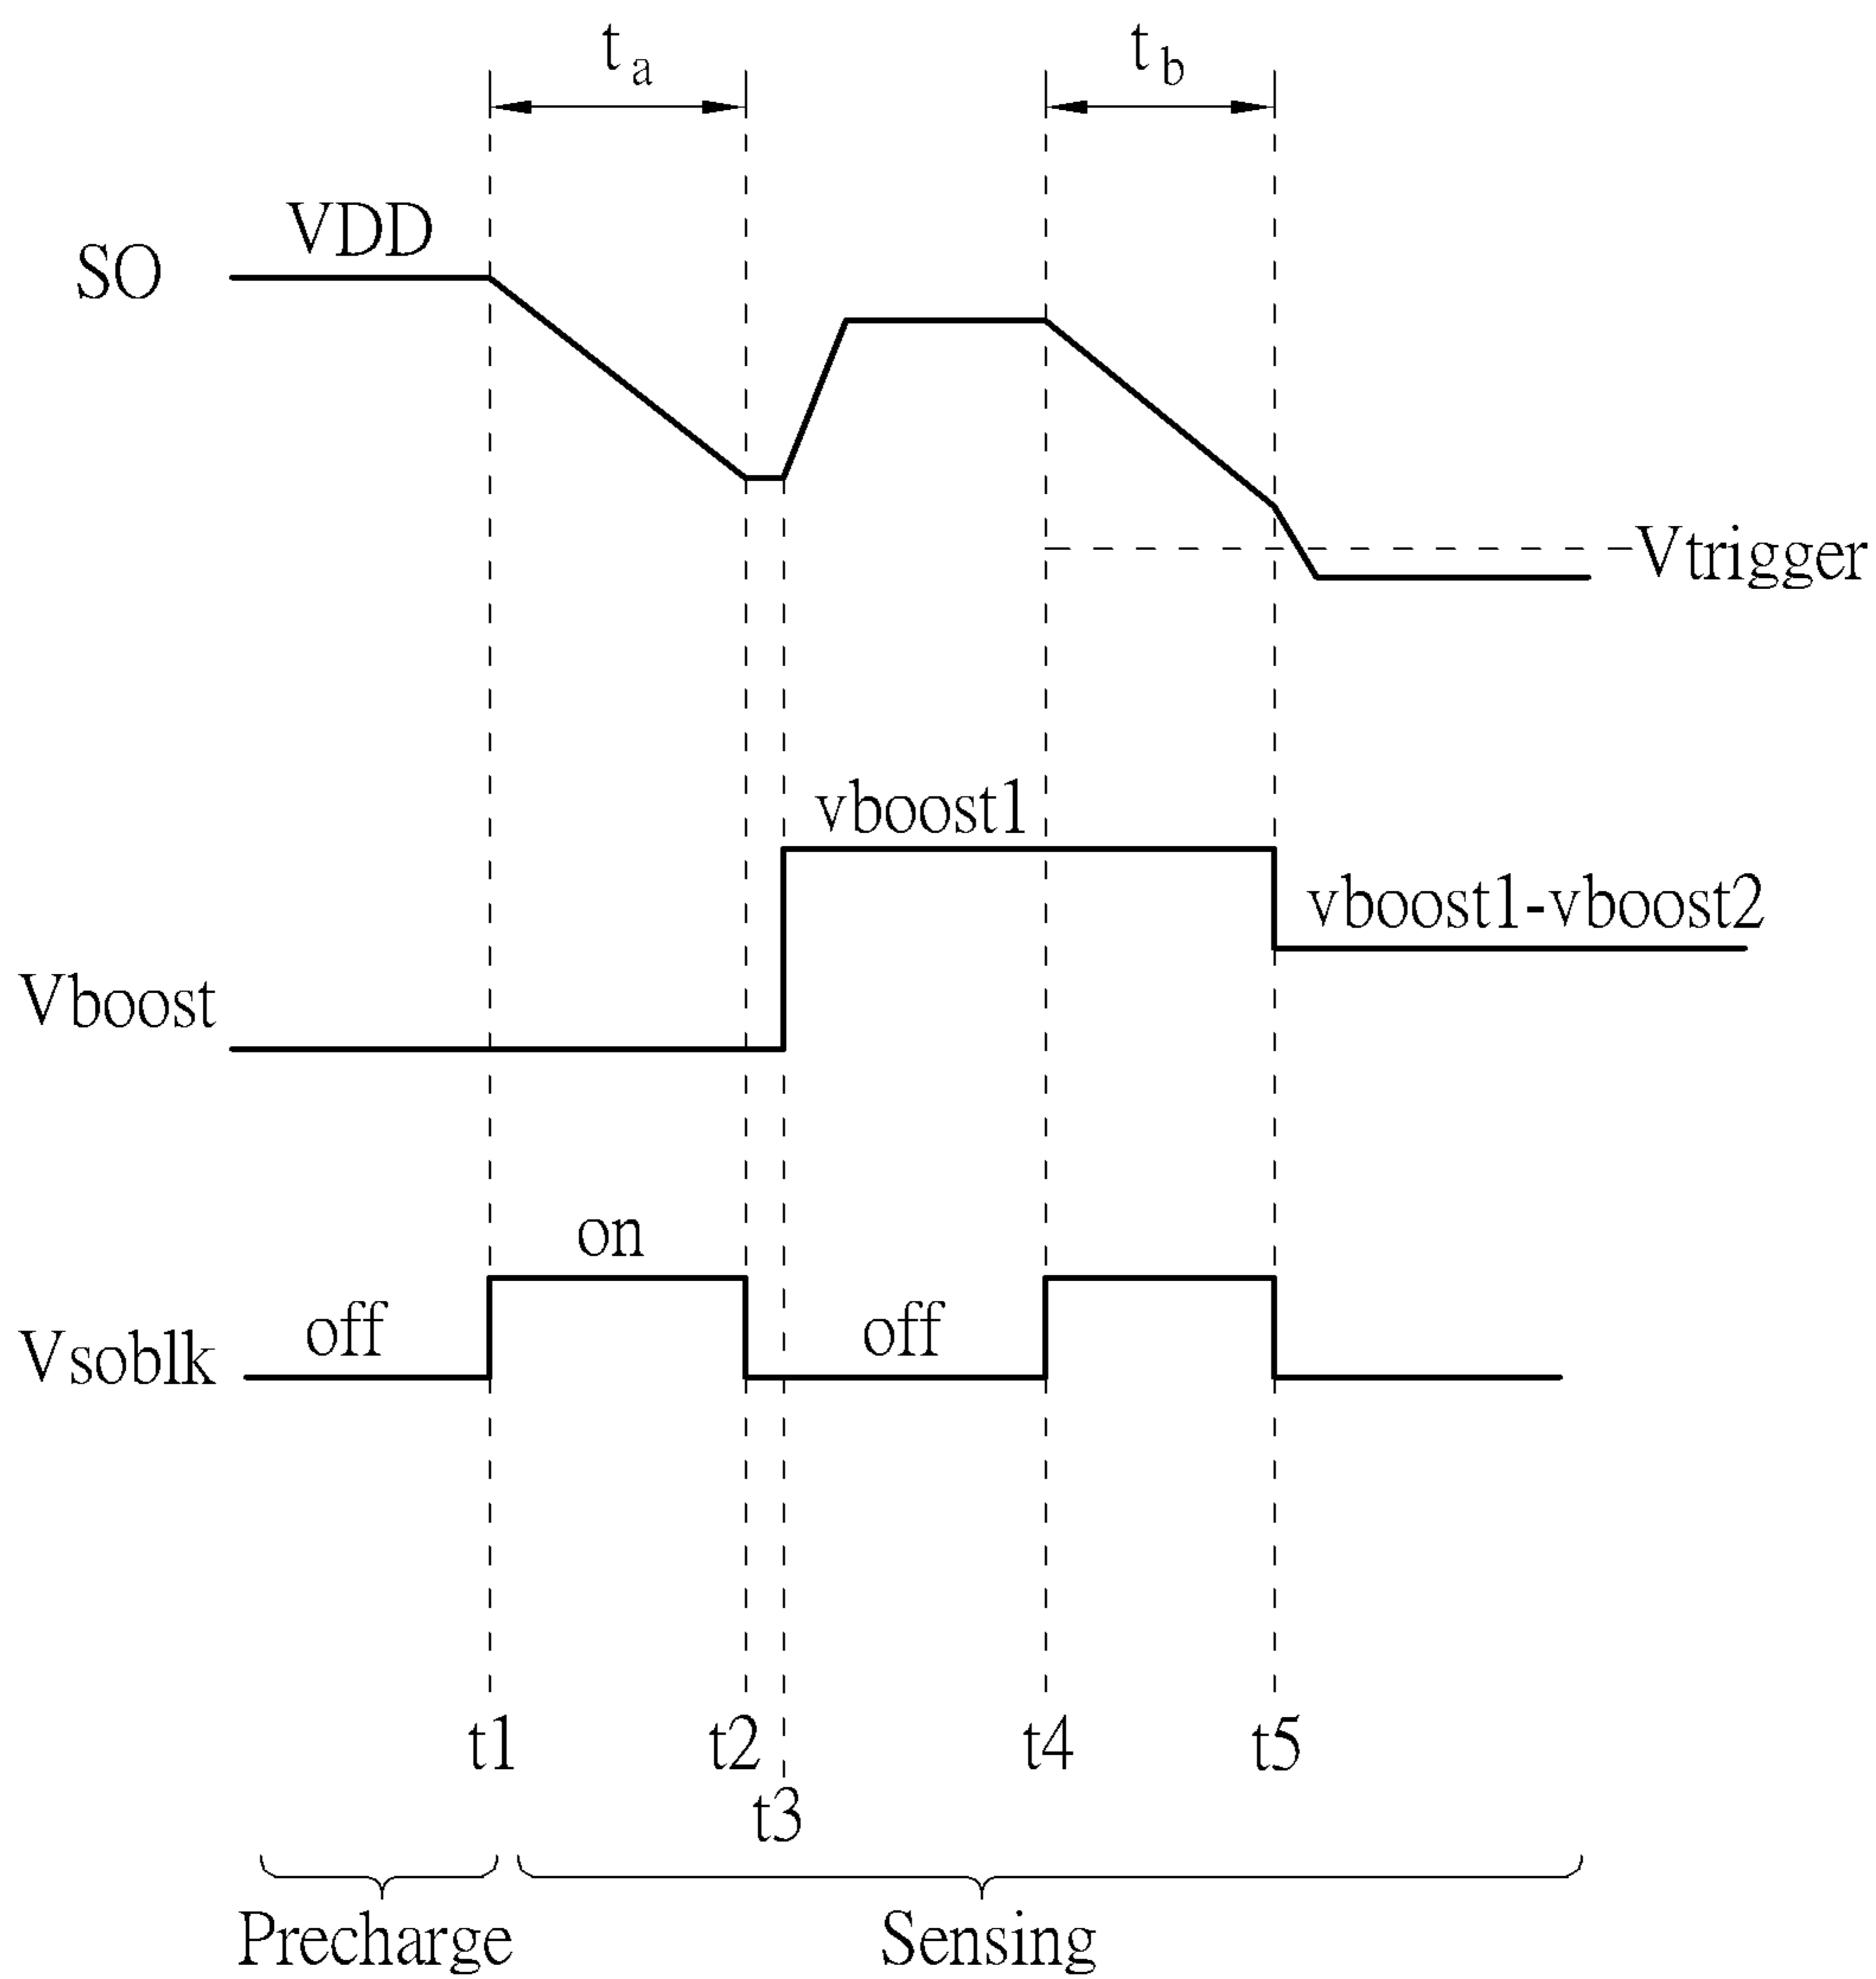 ta
tb
VDD
SO
Vtrigger
vboost1
vboost1-vboost2
Vboost
on
off
off
Vsoblk
t1
t2
t4
t5
t3
Precharge
Sensing